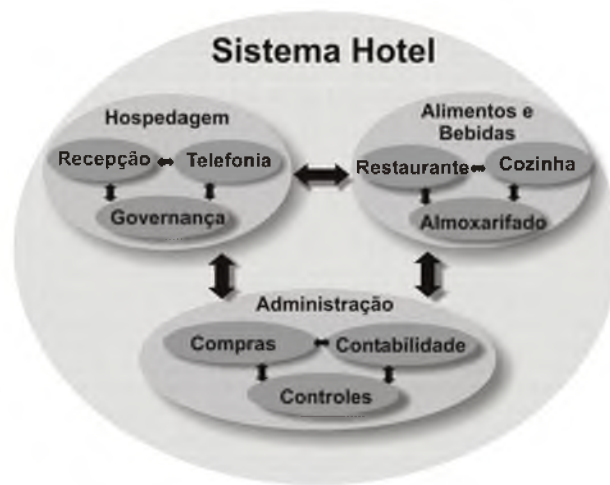 Sistema Hotel
Hospedagem
Recepção
Telefonia
Governança
Alimentos e
Bebidas
Restaurante
Cozinha
Almoxarifado
Administração
Compras
Contabilidade
Controles